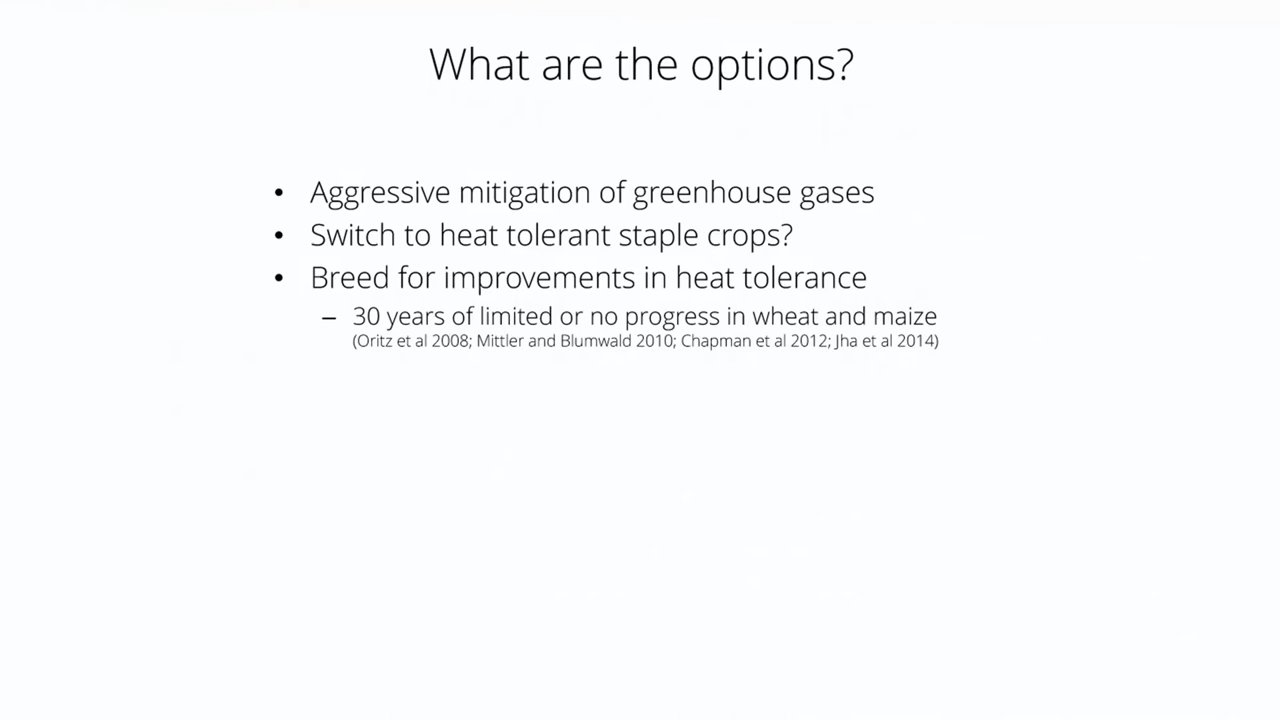 What are the options?
• Aggressive mitigation of greenhouse gases
• Switch to heat tolerant staple crops?
• Breed for improvements in heat tolerance
– 30 years of limited or no progress in wheat and maize
(Oritz et al 2008; Mittler and Blumwald 2010; Chapman et al 2012; Jha et al 2014)